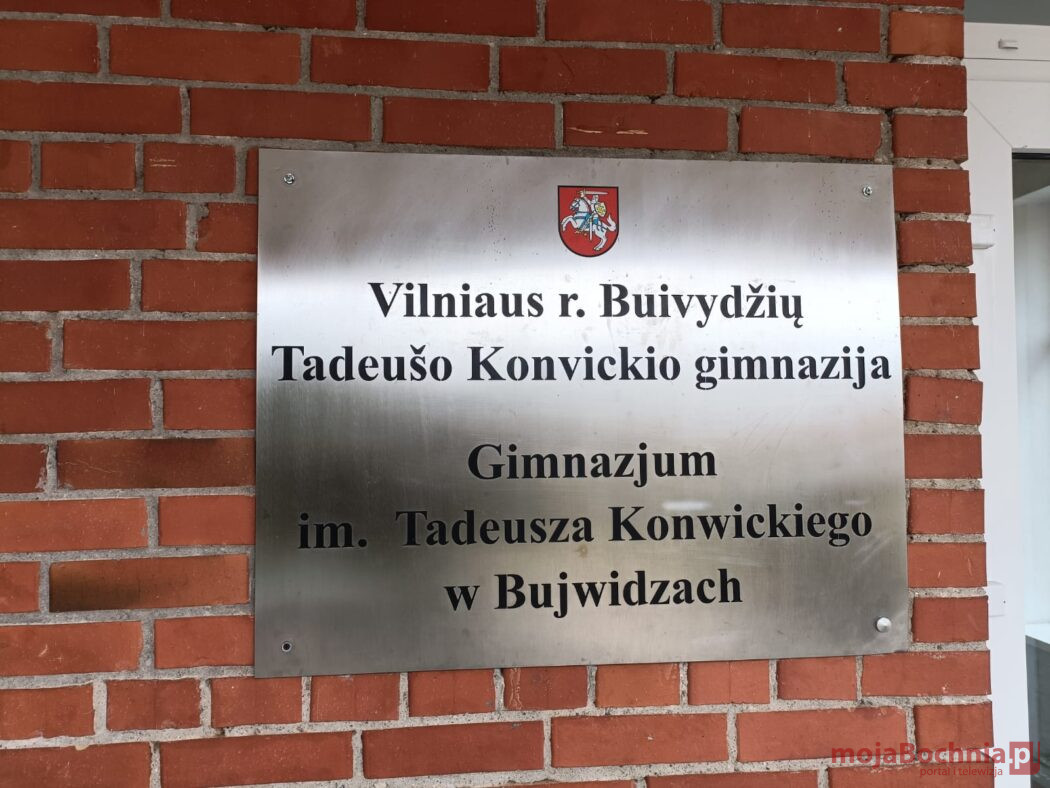 Vilniaus r. Buivydžių
Tadeušo Konvickio gimnazija
Gimnazjum
im. Tadeusza Konwickiego
w Bujwidzach
mojaBochnia.pl
portal i telewizja